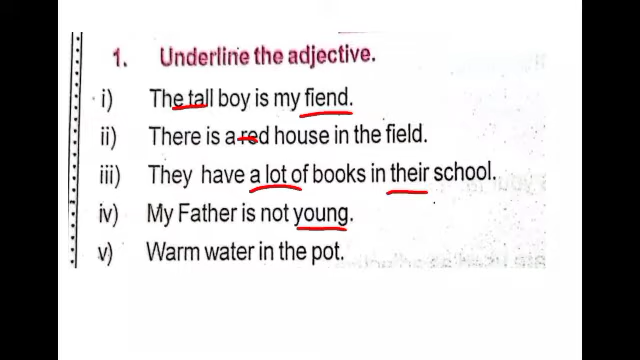 1. Underline the adjective.
i) The tall boy is my fiend.
ii) There is a red house in the field.
iii) They have a lot of books in their school.
iv) My Father is not young.
v) Warm water in the pot.